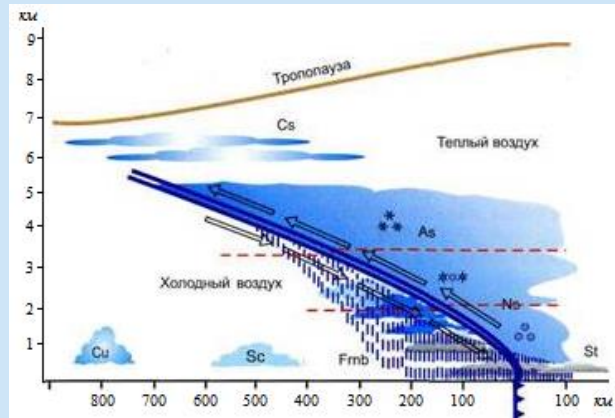 км
9
8
7
6
5
4
3
2
1
Тропопауза
Cs
Теплый воздух
As
Холодный воздух
Ns
Cu
Sc
Frnb
St
800 700 600 500 400 300 200 100 100 км